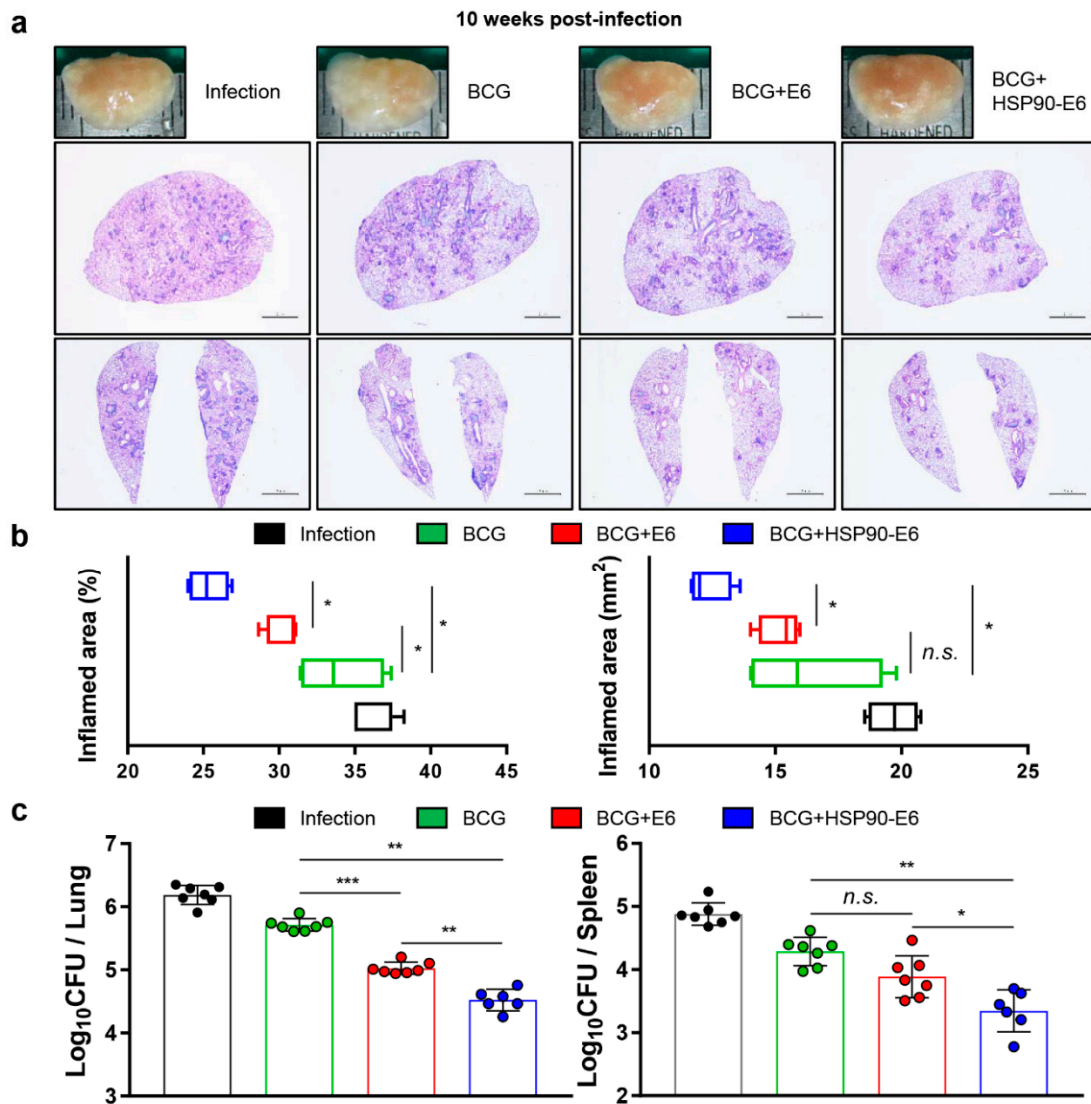 10 weeks post-infection
a
Infection
BCG
BCG+E6
BCG+
HSP90-E6
HARDENED
HARDENED
b
Infection
BCG
BCG+E6
BCG+HSP90-E6
Inflamed area (%)
*
*
*
20
25
30
35
40
45
Inflamed area (mm²)
*
n.s.
*
10
15
20
25
c
Infection
BCG
BCG+E6
BCG+HSP90-E6
Log₁₀CFU / Lung
7
6
5
4
3
**
***
**
Log₁₀CFU / Spleen
6
5
4
3
2
**
n.s.
*